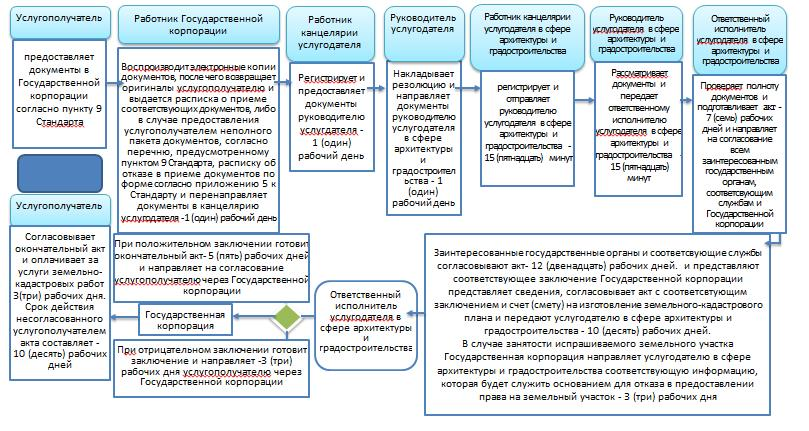 Услугополучатель
предоставляет
документы в
Государственной
корпорации
согласно пункту 9
Стандарта
Работник Государственной
корпорации
Воспроизводит электронные копии
документов, после чего возвращает
оригиналы услугополучателю и
выдается расписка о приеме
соответствующих документов, либо
в случае предоставления
услугополучателем неполного
пакета документов, согласно
перечню, предусмотренному
пунктом 9 Стандарта, расписку об
отказе в приеме документов по
форме согласно приложению 5 к
Стандарту и перенаправляет
документы в канцелярию
услугодателя -1 (один) рабочий день
Работник
канцелярии
услугодателя
Регистрирует и
предоставляет
документы
руководителю
услугдателя -
1 (один)
рабочий день
Руководитель
услугодателя
Накладывает
резолюцию и
направляет
документы
руководителю
услугодателя
в сфере
архитектуры
и
градостроител
ьства - 1
(один)
рабочий день
Работник канцелярии
услугодателя в сфере
архитектуры и
градостроительства
регистрирует и
отправляет
руководителю
услугодателя в сфере
архитектуры и
градостроительства -
15 (пятнадцать) минут
Руководитель
услугодателя в сфере
архитектуры и
градостроительства
Рассматривает
документы и
передает
ответственному
исполнителю
услугодателя в сфере
архитектуры и
градостроительства -
15 (пятнадцать)
минут
Ответственный
исполнитель
услугодателя в сфере
архитектуры и
градостроительства
Проверяет полноту
документов и
подготавливает акт -
7 (семь) рабочих
дней и направляет
на согласование
всем
заинтересованным
государственным
органам,
соответсвующим
службам и
Государственной
корпорации
Услугополучатель
Согласовывает
окончательный акт
и оплачивает за
услуги земельно-
кадастровых работ
3(три) рабочих дня.
Срок действия
несогласованного
услугополучателем
акта составляет -
10 (десять) рабочих
дней
При положительном заключении готовит
окончательный акт- 5 (пять) рабочих дней
и направляет на согласование
услугополучателю через Государственной
корпорации
Государственная
корпорация
При отрицательном заключении готовит
заключение и направляет -3 (три)
рабочих дня услугополучателю через
Государственной корпорации
Ответственный
исполнитель
услугодателя в
сфере архитектуры
и
градостроительства
Заинтересованные государственные органы и соответсвующие службы
согласовывают акт- 12 (двенадцать) рабочих дней. и представляют
соответствующее заключение Государственной корпорации
представляет сведения, согласовывает акт с соответсвтующим
заключением и счет (смету) на изготовление земельного-кадастрового
плана и передают услугодателю в сфере архитектуры и
градостроительства - 10 (десять) рабочих дней.
В случае занятости испрашиваемого земельного участка
Государственная корпорация направляет услугодателю в сфере
архитектуры и градостроительства соответствующую информацию,
которая будет служить основанием для отказа в предоставлении
права на земельный участок - 3 (три) рабочих дня